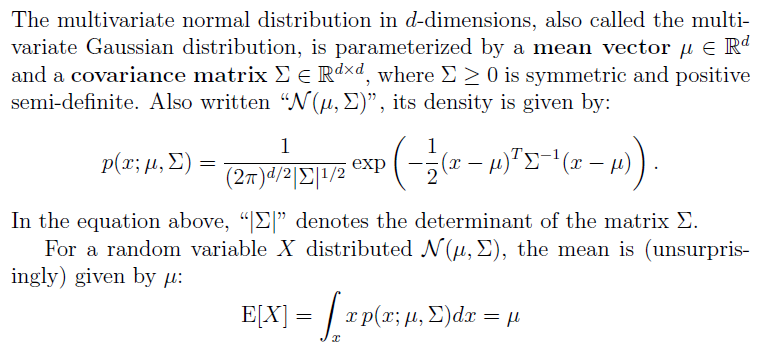 The multivariate normal distribution in d-dimensions, also called the multi-
variate Gaussian distribution, is parameterized by a mean vector μ ∈ ℝᵈ
and a covariance matrix Σ ∈ ℝᵈˣᵈ, where Σ ≥ 0 is symmetric and positive
semi-definite. Also written “𝒩(μ, Σ)”, its density is given by:
p(x; μ, Σ) = 1 / ((2π)^{d/2}|Σ|^{1/2}) exp(−1/2 (x − μ)ᵀΣ⁻¹(x − μ)).
In the equation above, “|Σ|” denotes the determinant of the matrix Σ.
For a random variable X distributed 𝒩(μ, Σ), the mean is (unsurpris-
ingly) given by μ:
E[X] = ∫ₓ x p(x; μ, Σ)dx = μ